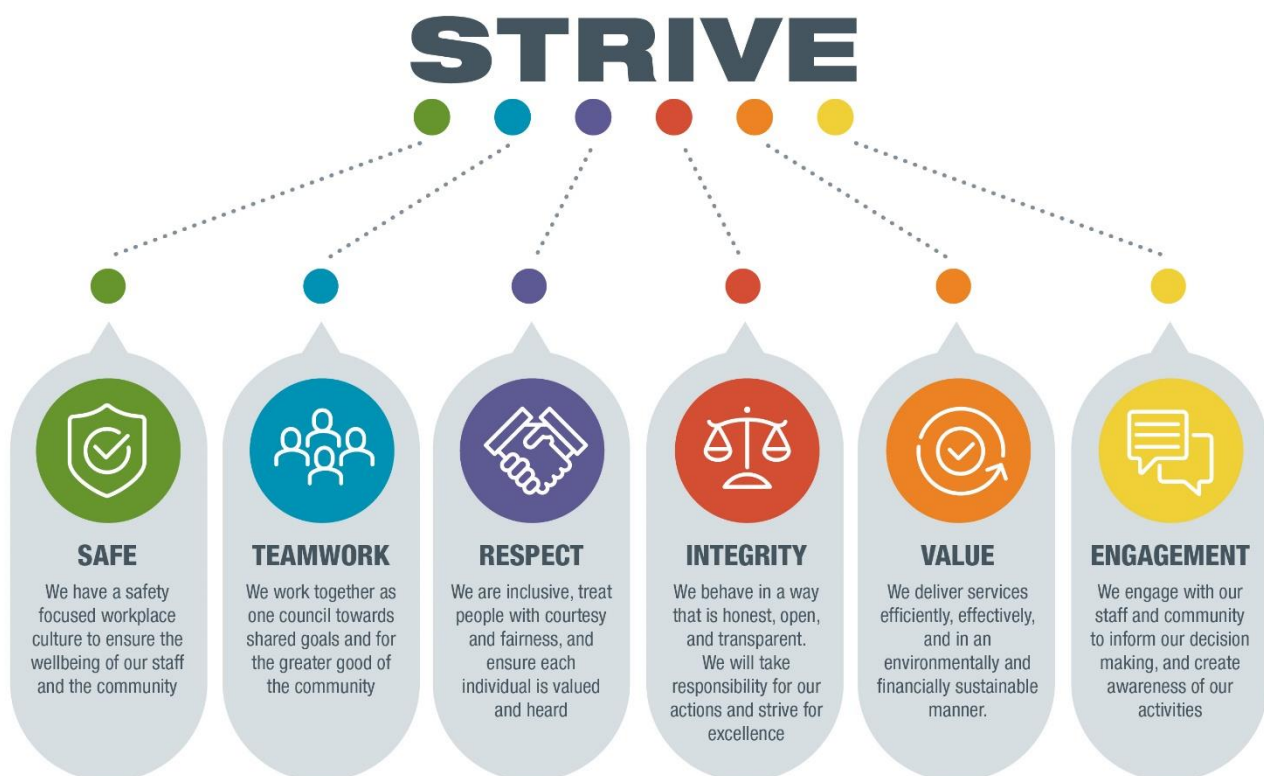 STRIVE
SAFE
We have a safety
focused workplace
culture to ensure the
wellbeing of our staff
and the community
TEAMWORK
We work together as
one council towards
shared goals and for
the greater good of
the community
RESPECT
We are inclusive, treat
people with courtesy
and fairness, and
ensure each
individual is valued
and heard
INTEGRITY
We behave in a way
that is honest, open,
and transparent.
We will take
responsibility for our
actions and strive for
excellence
VALUE
We deliver services
efficiently, effectively,
and in an
environmentally and
financially sustainable
manner.
ENGAGEMENT
We engage with our
staff and community
to inform our decision
making, and create
awareness of our
activities